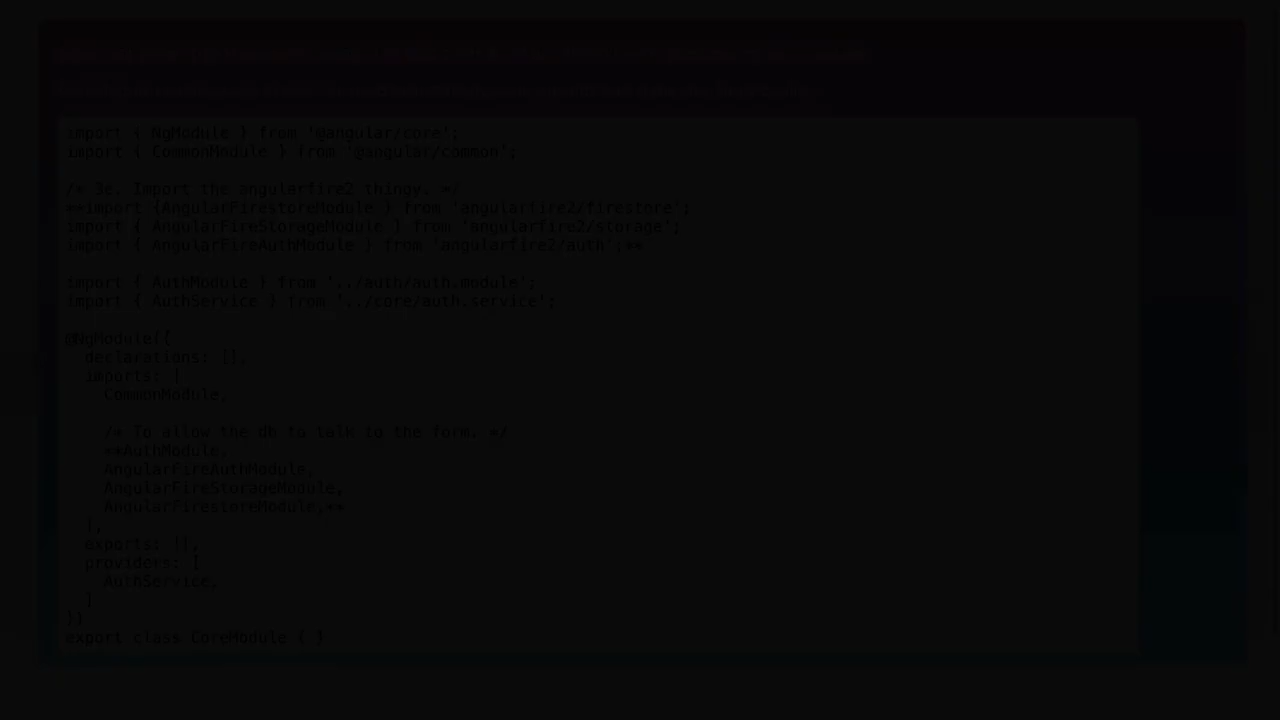 import { NgModule } from '@angular/core';
import { CommonModule } from '@angular/common';
/* 3e. Import the angularfire2 thingy. */
**import {AngularFirestoreModule } from 'angularfire2/firestore';
import { AngularFireStorageModule } from 'angularfire2/storage';
import { AngularFireAuthModule } from 'angularfire2/auth';**
import { AuthModule } from '../auth/auth.module';
import { AuthService } from '../core/auth.service';
@NgModule({
declarations: [],
imports: [
CommonModule,
/* To allow the db to talk to the form. */
**AuthModule,
AngularFireAuthModule,
AngularFireStorageModule,
AngularFirestoreModule,**
],
exports: [],
providers: [
AuthService,
]
})
export class CoreModule { }